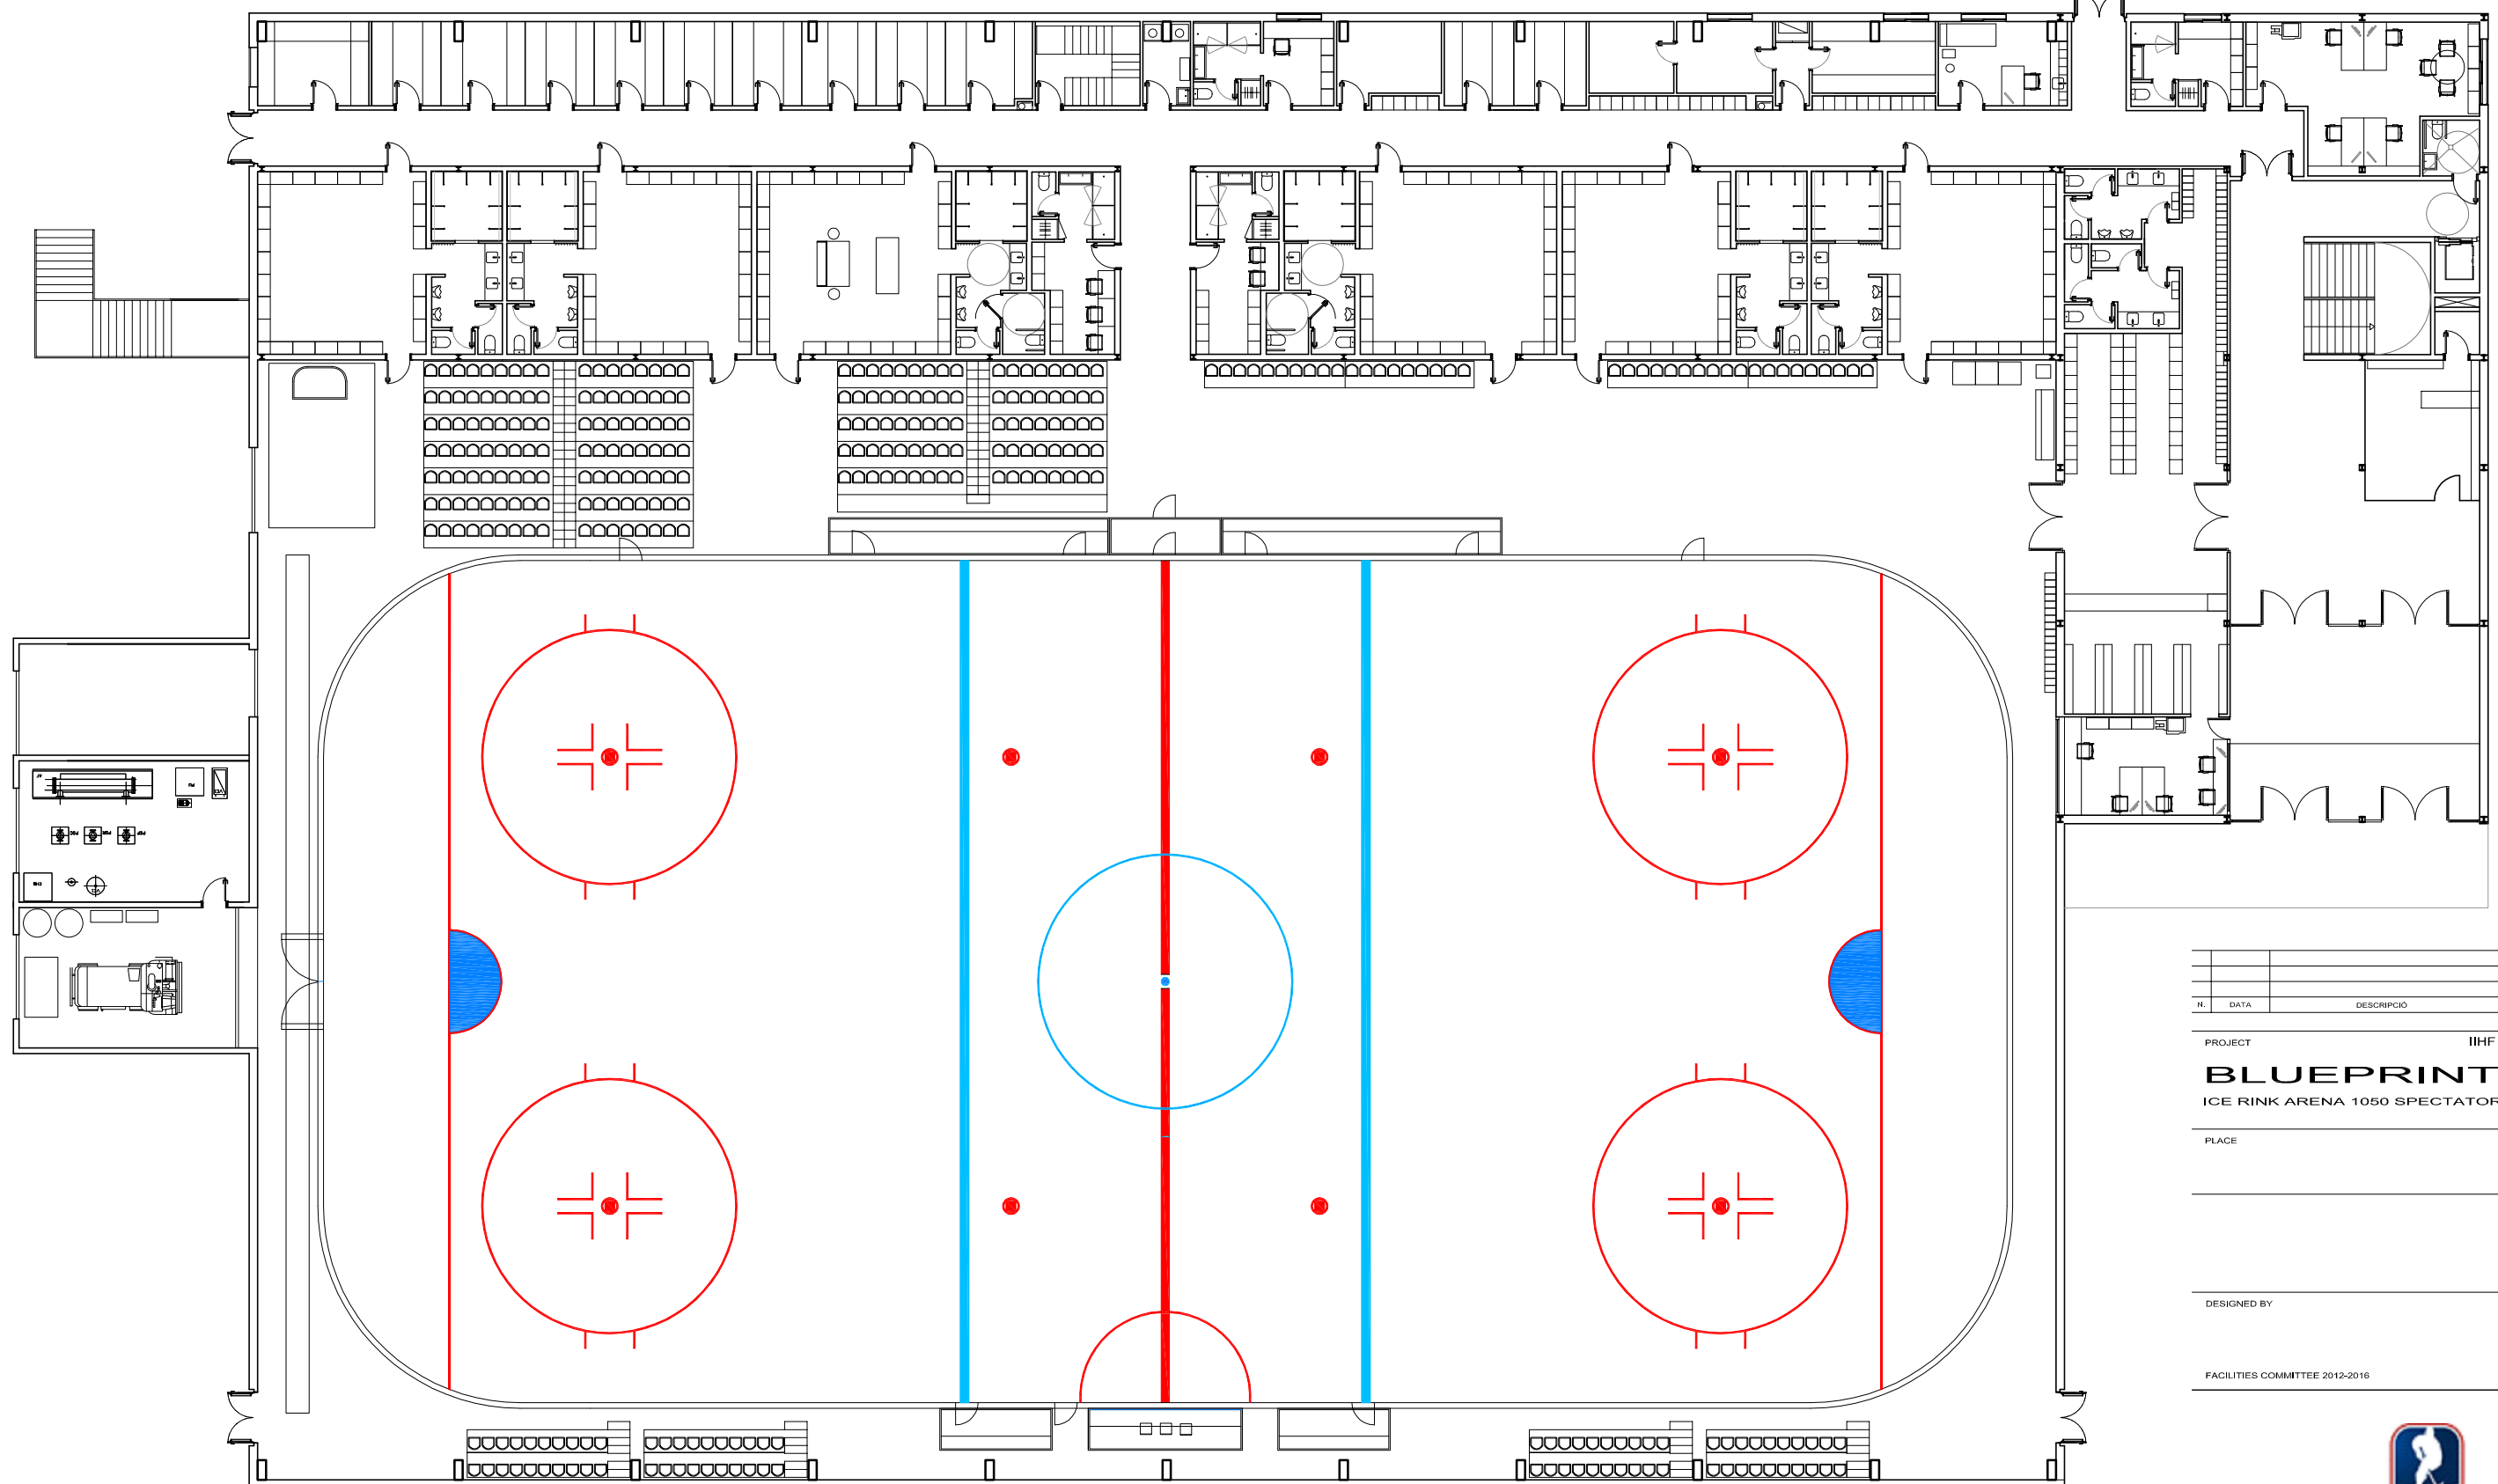 N. DATA DESCRIPCIÓ
PROJECT IIHF
BLUEPRINT
ICE RINK ARENA 1050 SPECTATOR
PLACE
DESIGNED BY
FACILITIES COMMITTEE 2012-2016